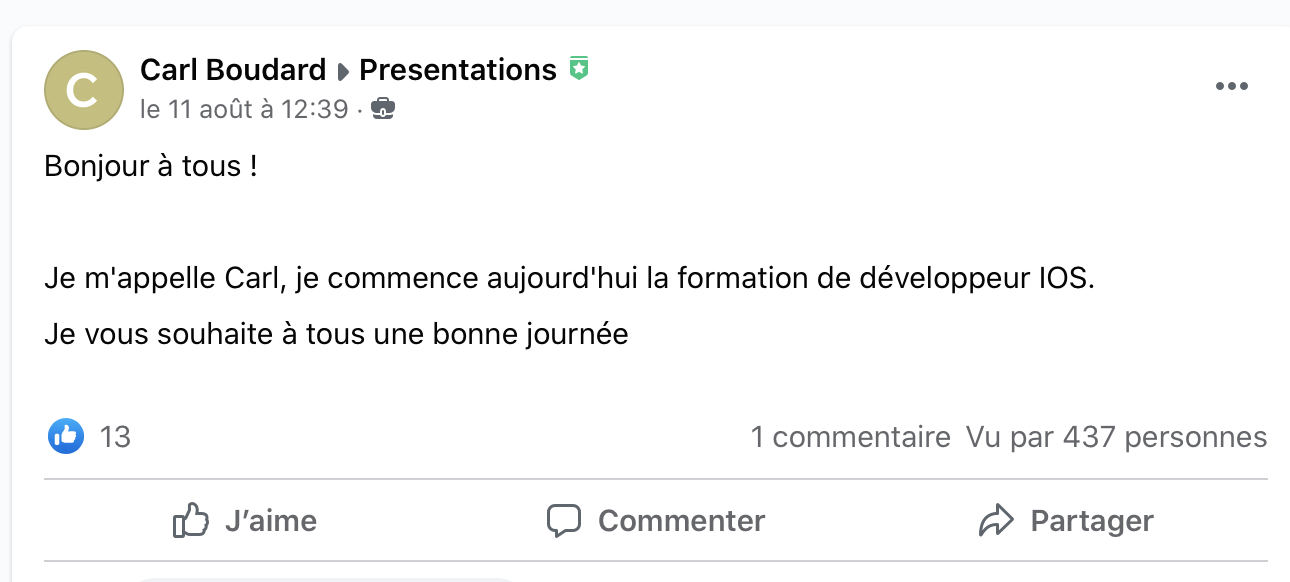 C
Carl Boudard Presentations
le 11 août à 12:39 ·
Bonjour à tous !
Je m'appelle Carl, je commence aujourd'hui la formation de développeur IOS.
Je vous souhaite à tous une bonne journée
13 1 commentaire Vu par 437 personnes
J’aime Commenter Partager